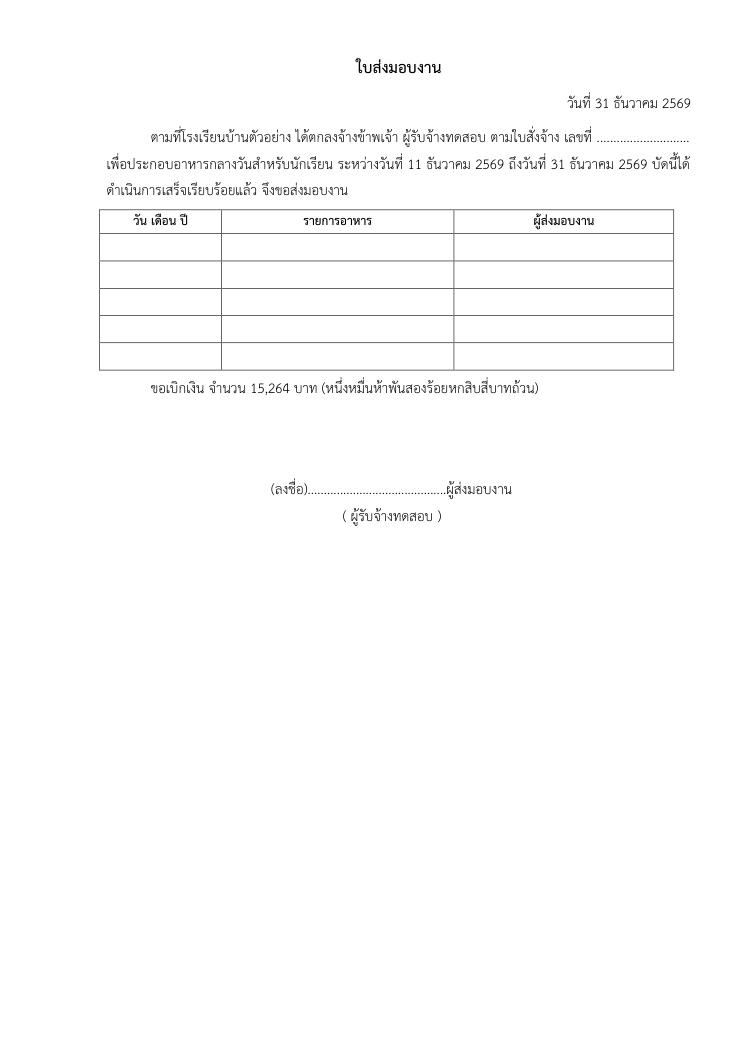 ใบส่งมอบงาน
วันที่ 31 ธันวาคม 2569
ตามที่โรงเรียนบ้านตัวอย่าง ได้ตกลงจ้างข้าพเจ้า ผู้รับจ้างทดสอบ ตามใบสั่งจ้าง เลขที่ ............................
เพื่อประกอบอาหารกลางวันสำหรับนักเรียน ระหว่างวันที่ 11 ธันวาคม 2569 ถึงวันที่ 31 ธันวาคม 2569 บัดนี้ได้
ดำเนินการเสร็จเรียบร้อยแล้ว จึงขอส่งมอบงาน
วัน เดือน ปี รายการอาหาร ผู้ส่งมอบงาน
ขอเบิกเงิน จำนวน 15,264 บาท (หนึ่งหมื่นห้าพันสองร้อยหกสิบสี่บาทถ้วน)
(ลงชื่อ)...........................................ผู้ส่งมอบงาน
( ผู้รับจ้างทดสอบ )